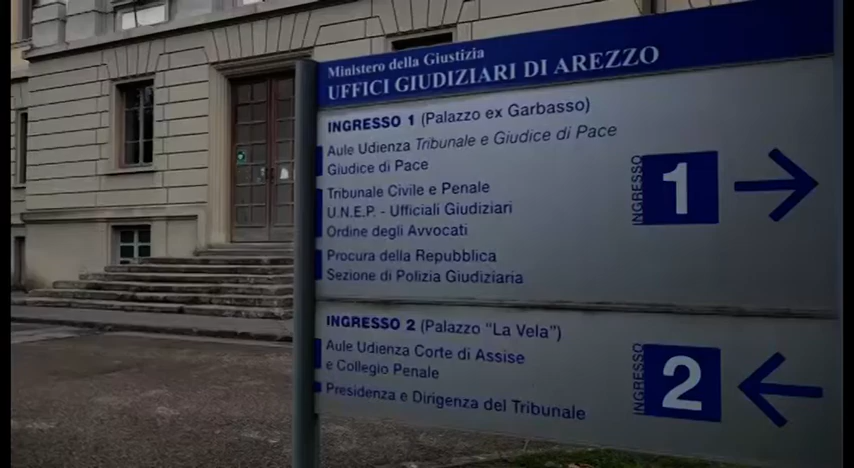 Ministero della Giustizia
UFFICI GIUDIZIARI DI AREZZO
INGRESSO 1 (Palazzo ex Garbasso)
Aule Udienza Tribunale e Giudice di Pace
Giudice di Pace
Tribunale Civile e Penale
U.N.E.P. - Ufficiali Giudiziari
Ordine degli Avvocati
Procura della Repubblica
Sezione di Polizia Giudiziaria
INGRESSO 1
INGRESSO 2 (Palazzo "La Vela")
Aule Udienza Corte di Assise
e Collegio Penale
Presidenza e Dirigenza del Tribunale
INGRESSO 2